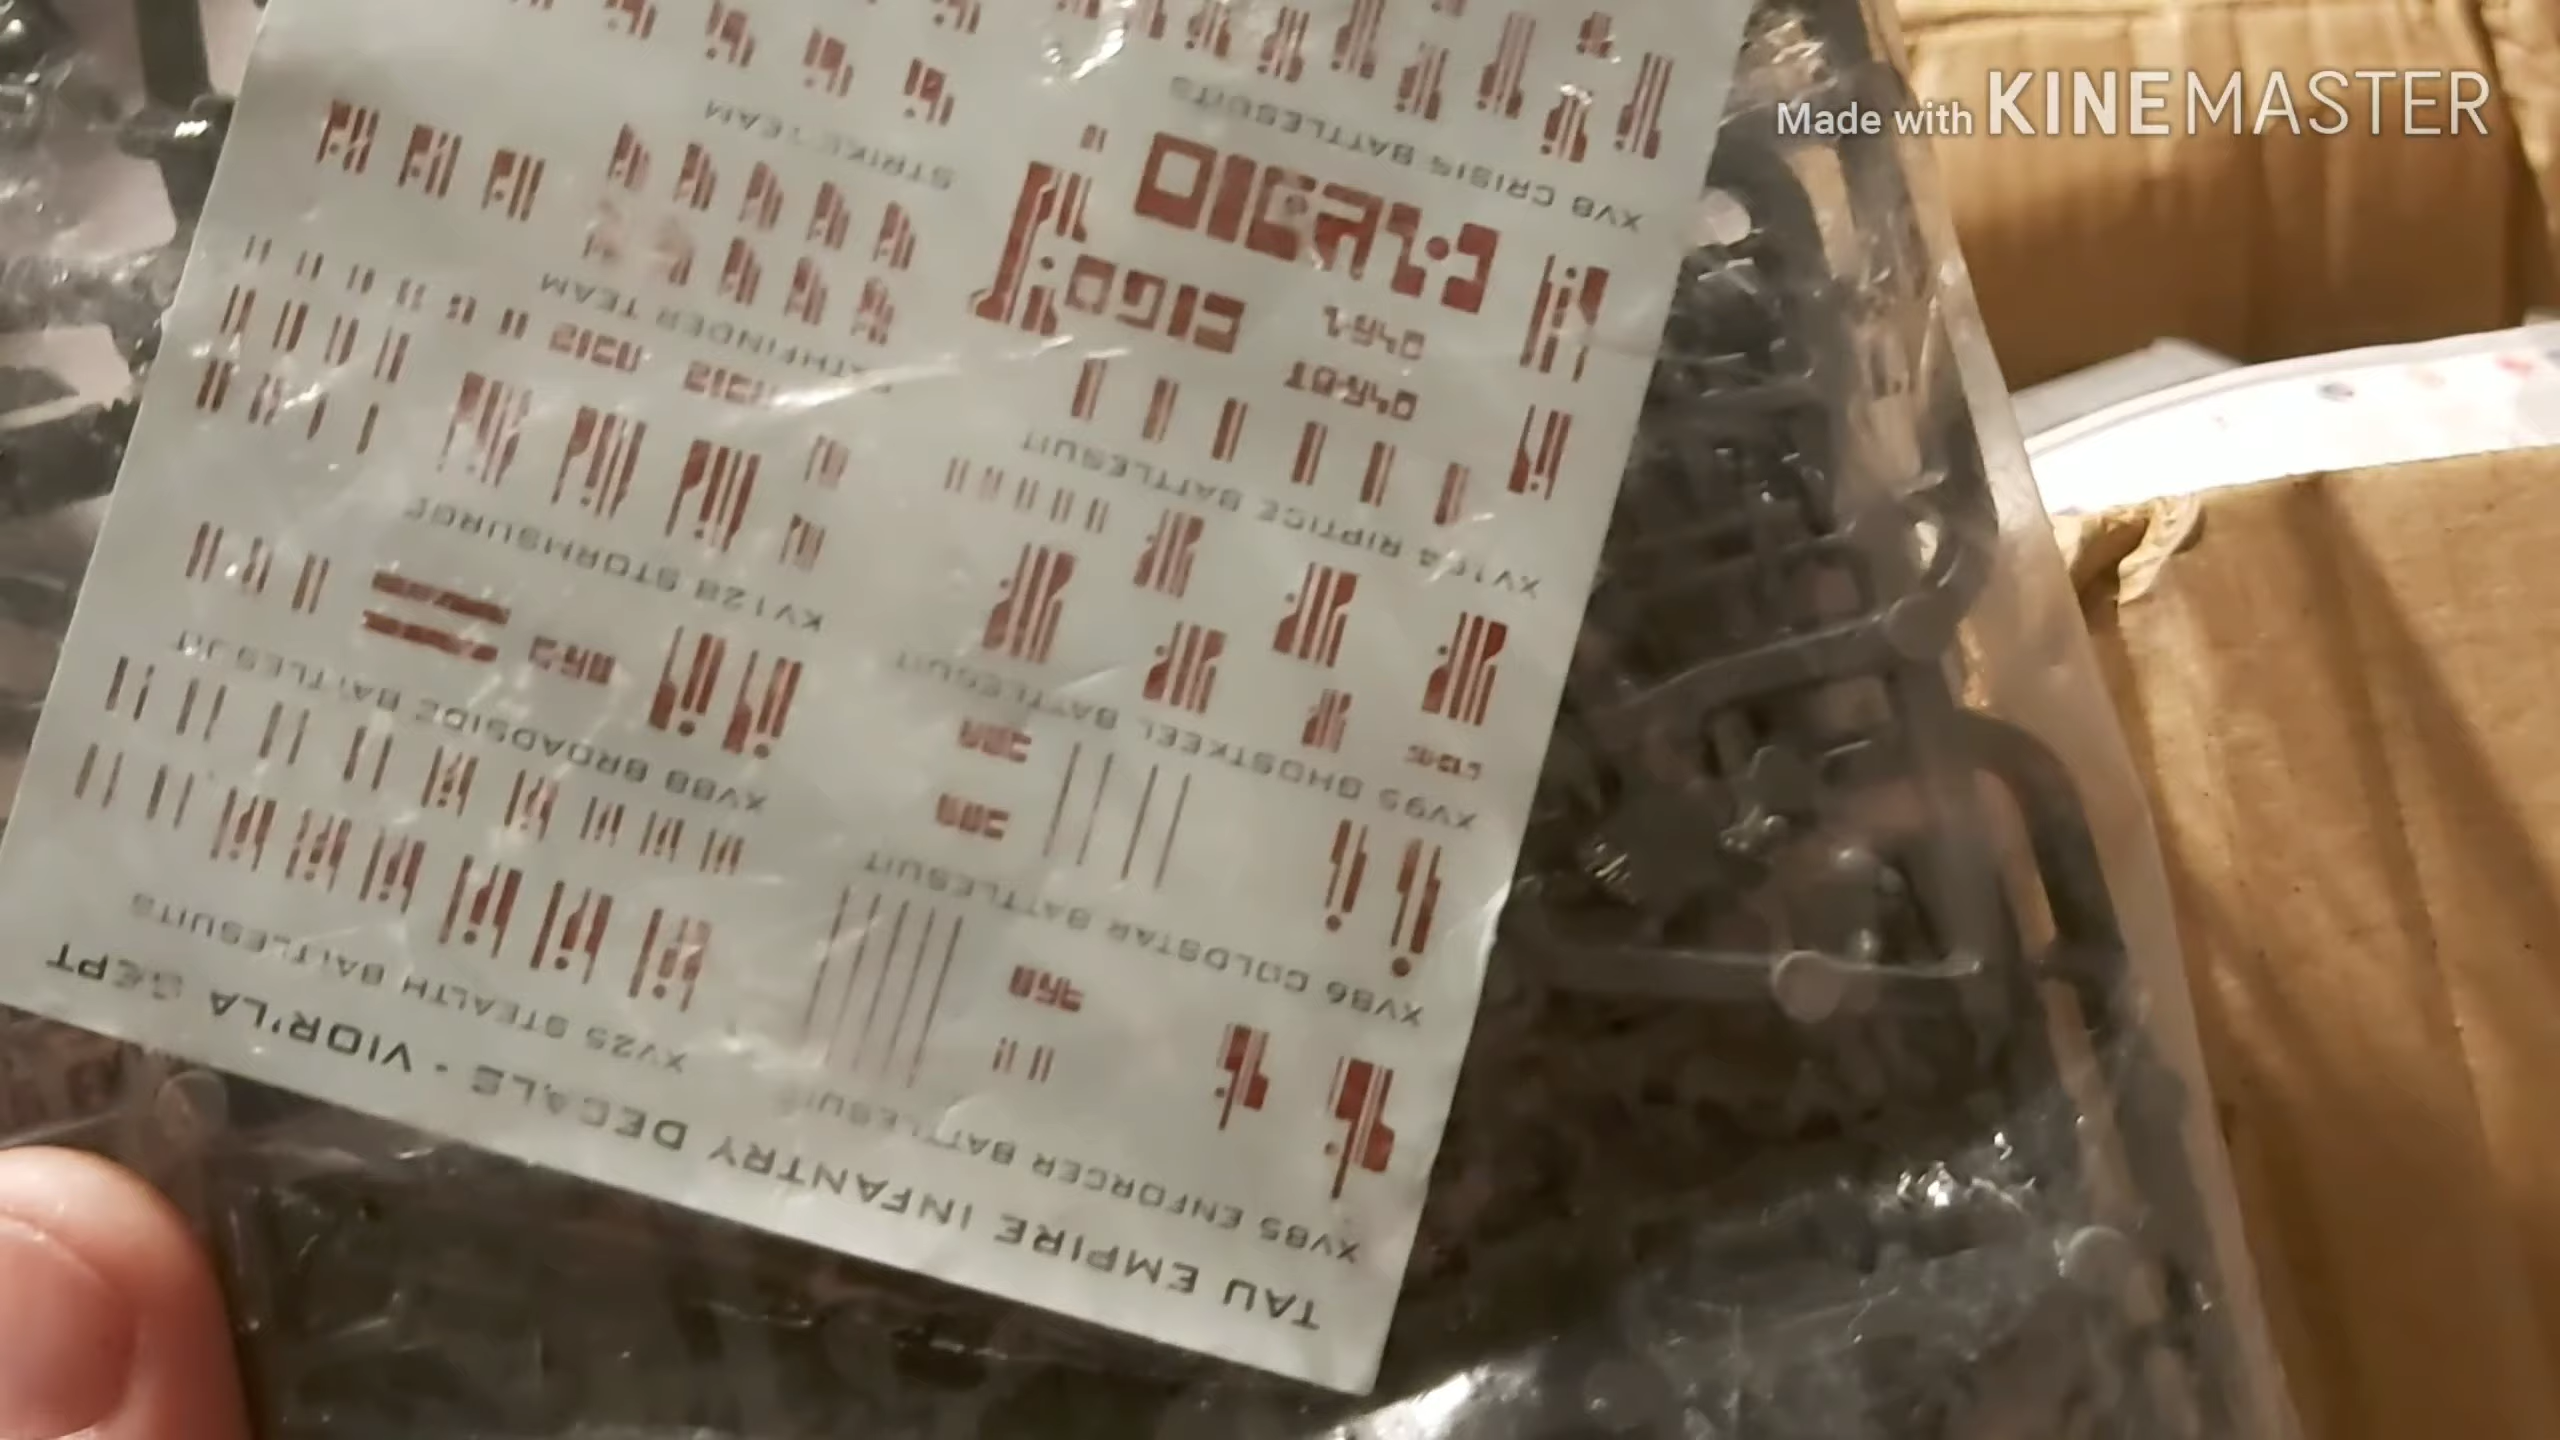 Made with KINEMASTER
TAU EMPIRE INFANTRY DECALS - VIOR'LA SEPT
XV85 ENFORCER BATTLESUIT
XV25 STEALTH BATTLESUITS
XV86 COLDSTAR BATTLESUIT
XV88 BROADSIDE BATTLESUIT
XV95 GHOSTKEEL BATTLESUIT
KV128 STORMSURGE
XV104 RIPTIDE BATTLESUIT
PATHFINDER TEAM
XV8 CRISIS BATTLESUITS
STRIKE TEAM